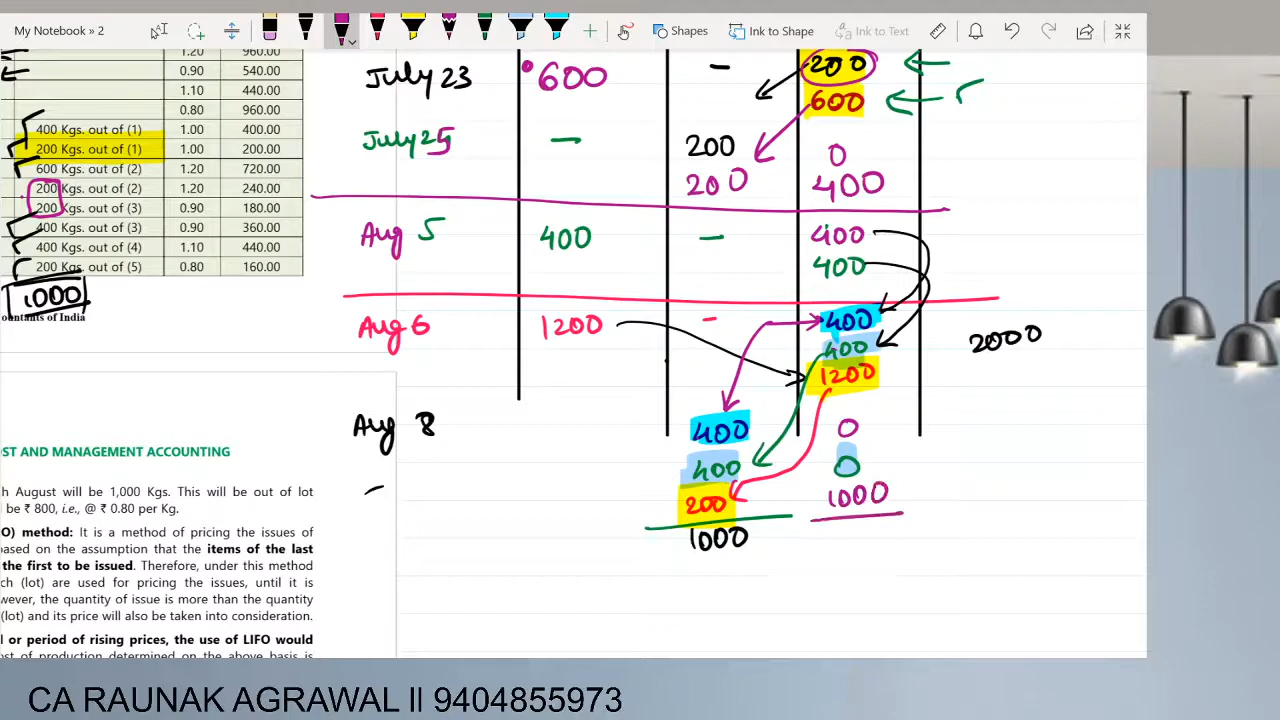 My Notebook » 2
Shapes
Ink to Shape
Ink to Text
1.20 960.00
0.90 540.00
1.10 440.00
0.80 960.00
400 Kgs. out of (1) 1.00 400.00
200 Kgs. out of (1) 1.00 200.00
600 Kgs. out of (2) 1.20 720.00
200 Kgs. out of (2) 1.20 240.00
200 Kgs. out of (3) 0.90 180.00
400 Kgs. out of (3) 0.90 360.00
400 Kgs. out of (4) 1.10 440.00
200 Kgs. out of (5) 0.80 160.00
1000
ountants of India
OST AND MANAGEMENT ACCOUNTING
h August will be 1,000 Kgs. This will be out of lot
be ₹ 800, i.e., @ ₹ 0.80 per Kg.
O) method: It is a method of pricing the issues of
based on the assumption that the items of the last
the first to be issued. Therefore, under this method
ch (lot) are used for pricing the issues, until it is
wever, the quantity of issue is more than the quantity
(lot) and its price will also be taken into consideration.
l or period of rising prices, the use of LIFO would
ost of production determined on the above basis is
July 23 600 - 200
600
July 25 - 200 0
200 400
Aug 5 400 - 400
400
Aug 6 1200 - 400
400
1200
2000
Aug 8 400 0
400 0
200 1000
1000
CA RAUNAK AGRAWAL ll 9404855973